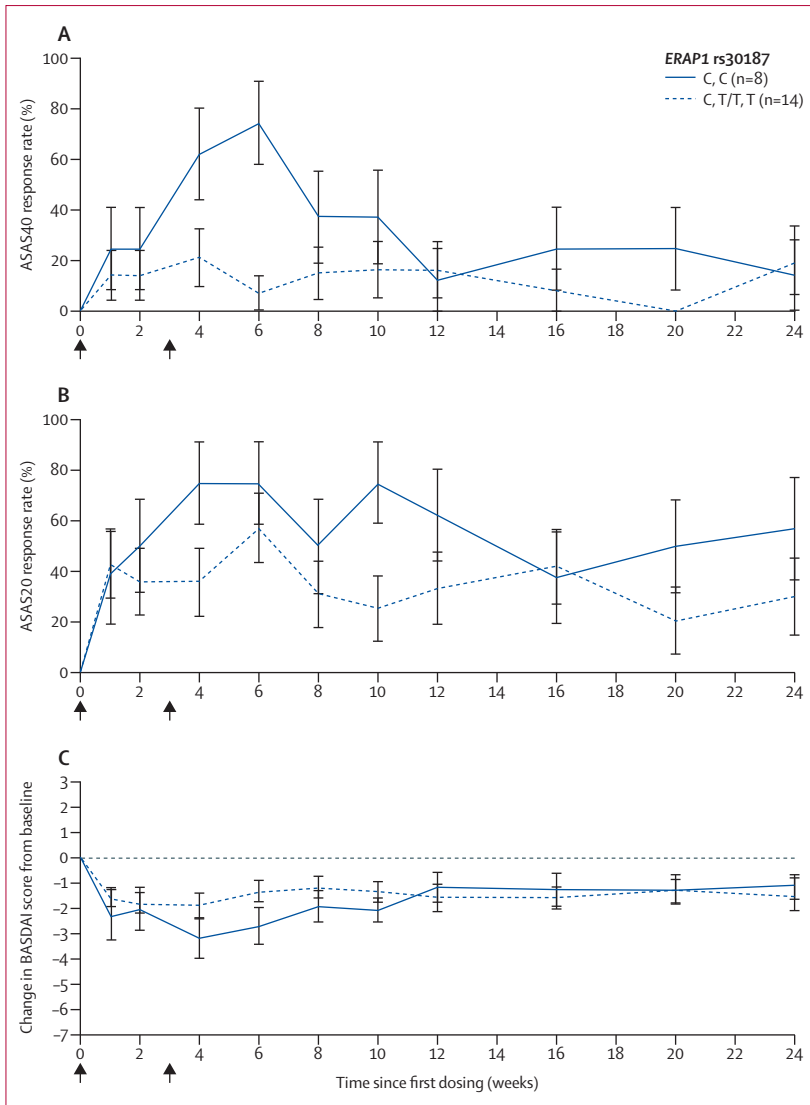 A
100
80
60
40
20
0
ASAS40 response rate (%)
ERAP1 rs30187
C, C (n=8)
C, T/T, T (n=14)
0 2 4 6 8 10 12 14 16 18 20 22 24
B
100
80
60
40
20
0
ASAS20 response rate (%)
0 2 4 6 8 10 12 14 16 18 20 22 24
C
3
2
1
0
–1
–2
–3
–4
–5
–6
–7
Change in BASDAI score from baseline
0 2 4 6 8 10 12 14 16 18 20 22 24
Time since first dosing (weeks)